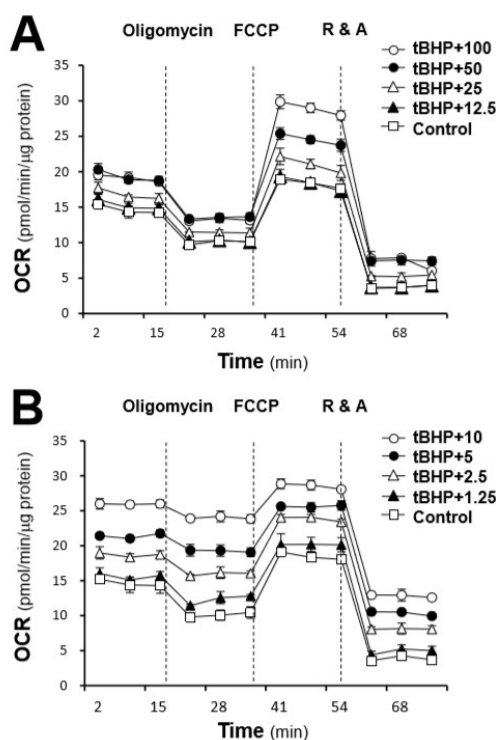 A
Oligomycin FCCP R & A
tBHP+100
tBHP+50
tBHP+25
tBHP+12.5
Control
OCR (pmol/min/µg protein)
35
30
25
20
15
10
5
0
2 15 28 41 54 68
Time (min)
B
Oligomycin FCCP R & A
tBHP+10
tBHP+5
tBHP+2.5
tBHP+1.25
Control
OCR (pmol/min/µg protein)
35
30
25
20
15
10
5
0
2 15 28 41 54 68
Time (min)